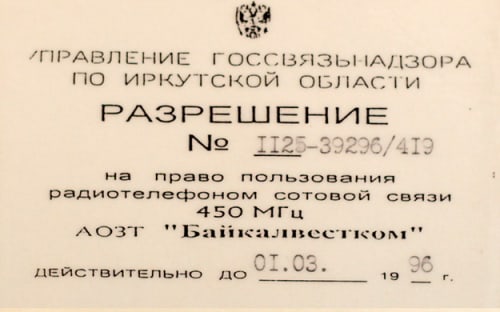 УПРАВЛЕНИЕ ГОССВЯЗЬНАДЗОРА
ПО ИРКУТСКОЙ ОБЛАСТИ
РАЗРЕШЕНИЕ
№ II25-39296/4I9
на право пользования
радиотелефоном сотовой связи
450 МГц
АОЗТ "Байкалвестком"
ДЕЙСТВИТЕЛЬНО ДО 0I.03. 19 96 г.